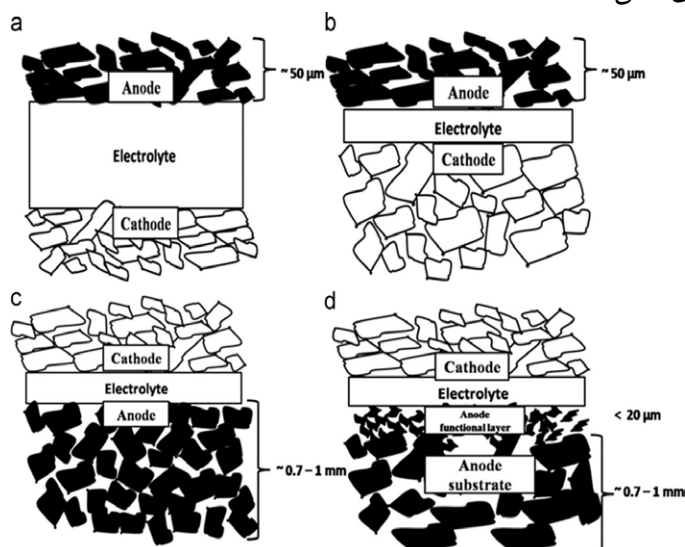 a
Anode
~ 50 µm
Electrolyte
Cathode
b
Anode
~ 50 µm
Electrolyte
Cathode
c
Cathode
Electrolyte
Anode
~ 0.7 – 1 mm
d
Cathode
Electrolyte
Anode
functional layer
< 20 µm
Anode
substrate
~ 0.7 – 1 mm